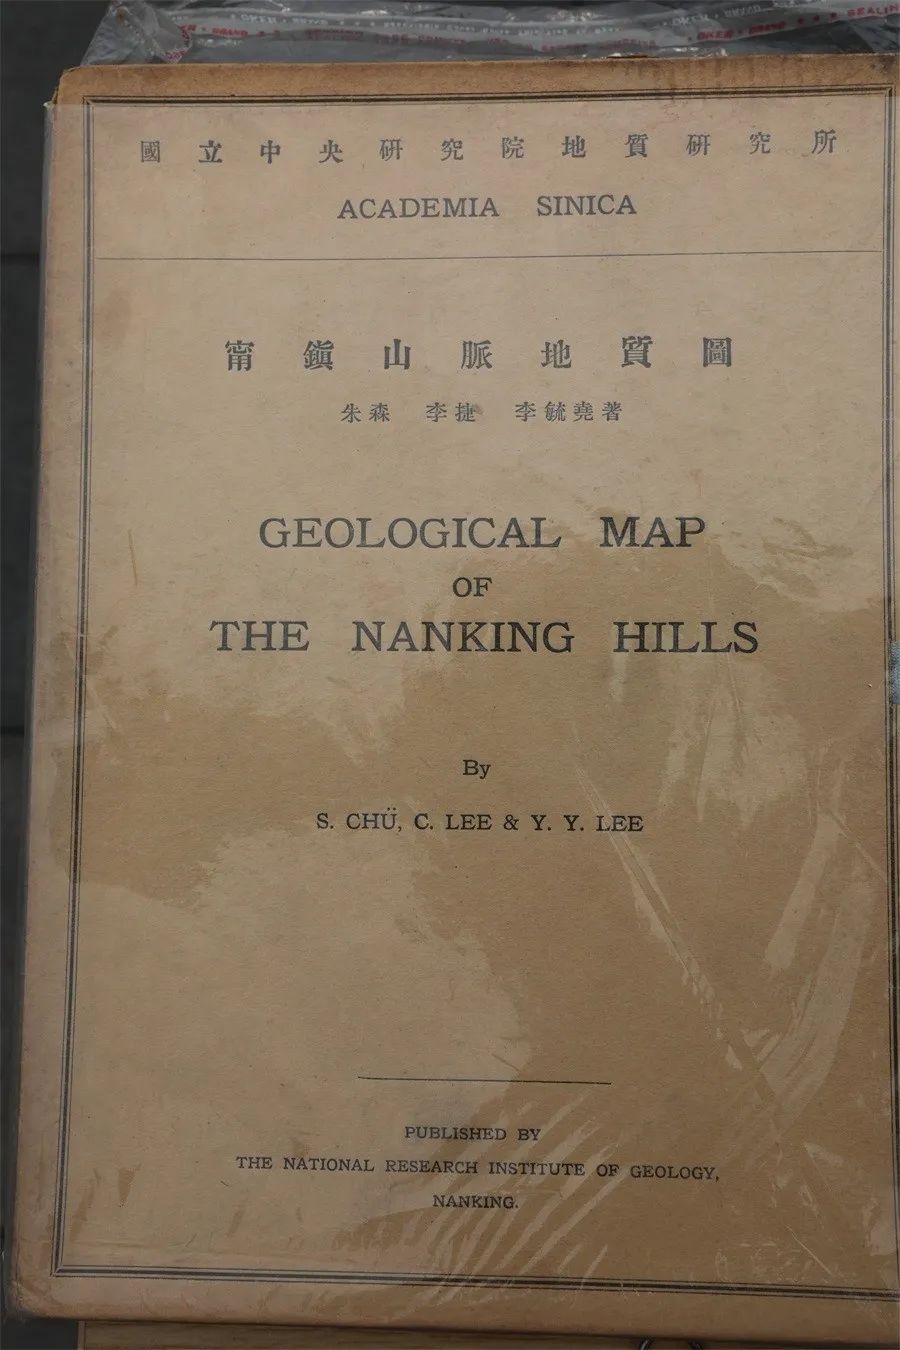 國立中央研究院地質研究所
ACADEMIA SINICA
甯鎭山脈地質圖
朱森 李捷 李毓堯著
GEOLOGICAL MAP
OF
THE NANKING HILLS
By
S. CHÜ, C. LEE & Y. Y. LEE
PUBLISHED BY
THE NATIONAL RESEARCH INSTITUTE OF GEOLOGY,
NANKING.